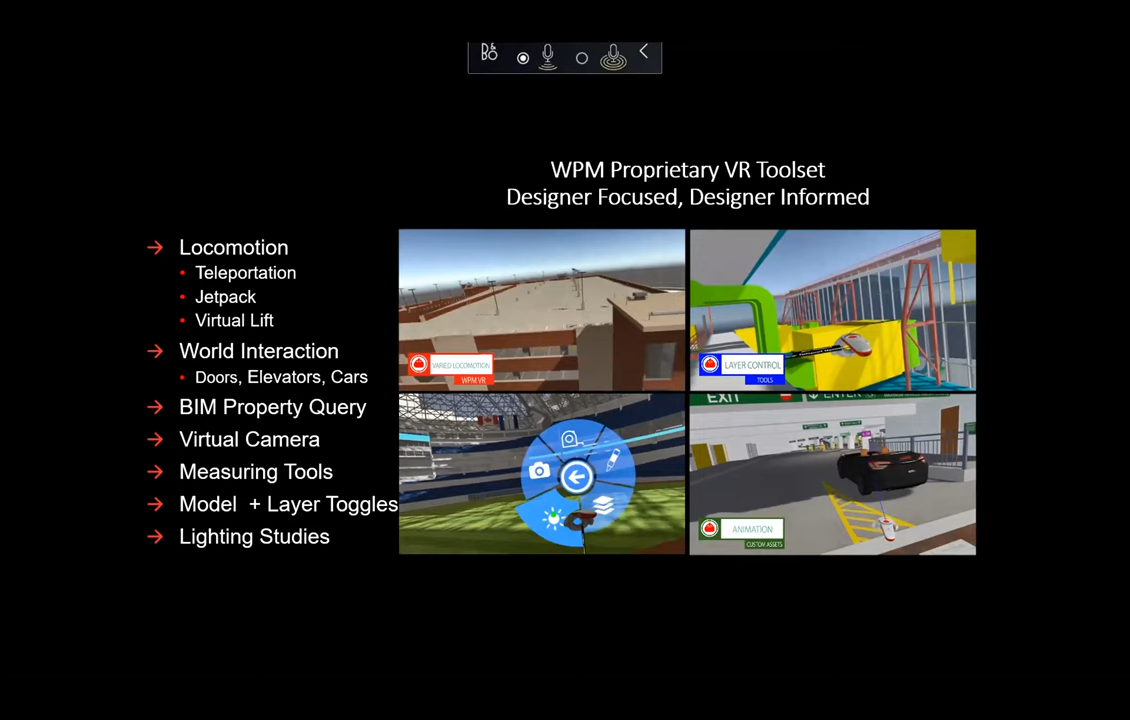 B&O
WPM Proprietary VR Toolset
Designer Focused, Designer Informed
Locomotion
Teleportation
Jetpack
Virtual Lift
World Interaction
Doors, Elevators, Cars
BIM Property Query
Virtual Camera
Measuring Tools
Model + Layer Toggles
Lighting Studies
VARIED LOCOMOTION
WPM VR
LAYER CONTROL
TOOLS
EXIT
ENTER
ANIMATION
CUSTOM ASSETS